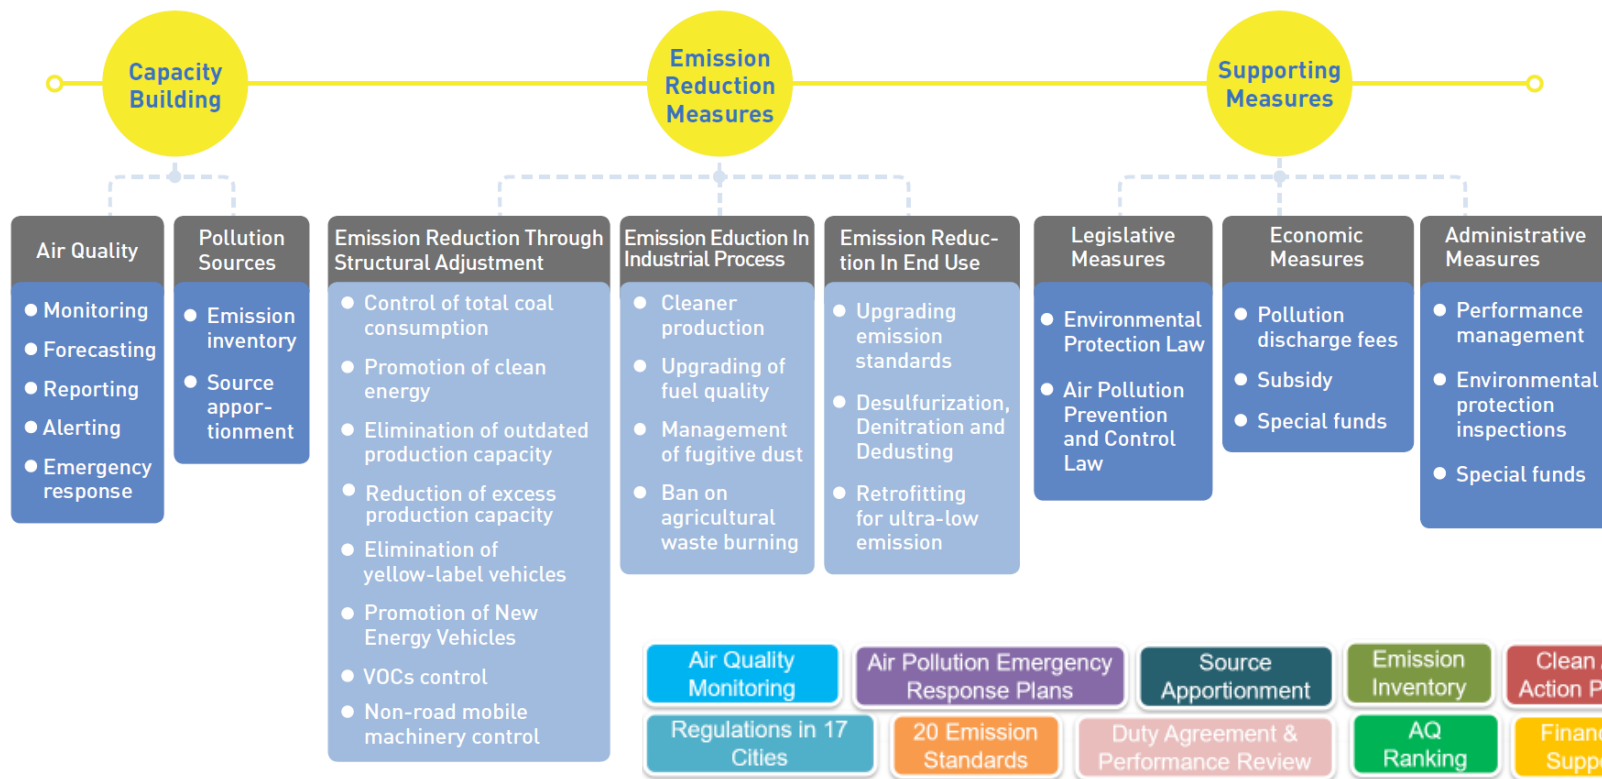 Capacity
Building
Emission
Reduction
Measures
Supporting
Measures
Air Quality
Monitoring
Forecasting
Reporting
Alerting
Emergency
response
Pollution
Sources
Emission
inventory
Source
appor-
tionment
Emission Reduction Through
Structural Adjustment
Control of total coal
consumption
Promotion of clean
energy
Elimination of outdated
production capacity
Reduction of excess
production capacity
Elimination of
yellow-label vehicles
Promotion of New
Energy Vehicles
VOCs control
Non-road mobile
machinery control
Emission Eduction In
Industrial Process
Cleaner
production
Upgrading of
fuel quality
Management
of fugitive dust
Ban on
agricultural
waste burning
Emission Reduc-
tion In End Use
Upgrading
emission
standards
Desulfurization,
Denitration and
Dedusting
Retrofitting
for ultra-low
emission
Legislative
Measures
Environmental
Protection Law
Air Pollution
Prevention
and Control
Law
Economic
Measures
Pollution
discharge fees
Subsidy
Special funds
Administrative
Measures
Performance
management
Environmental
protection
inspections
Special funds
Air Quality
Monitoring
Air Pollution Emergency
Response Plans
Source
Apportionment
Emission
Inventory
Clean
Action
Regulations in 17
Cities
20 Emission
Standards
Duty Agreement &
Performance Review
AQ
Ranking